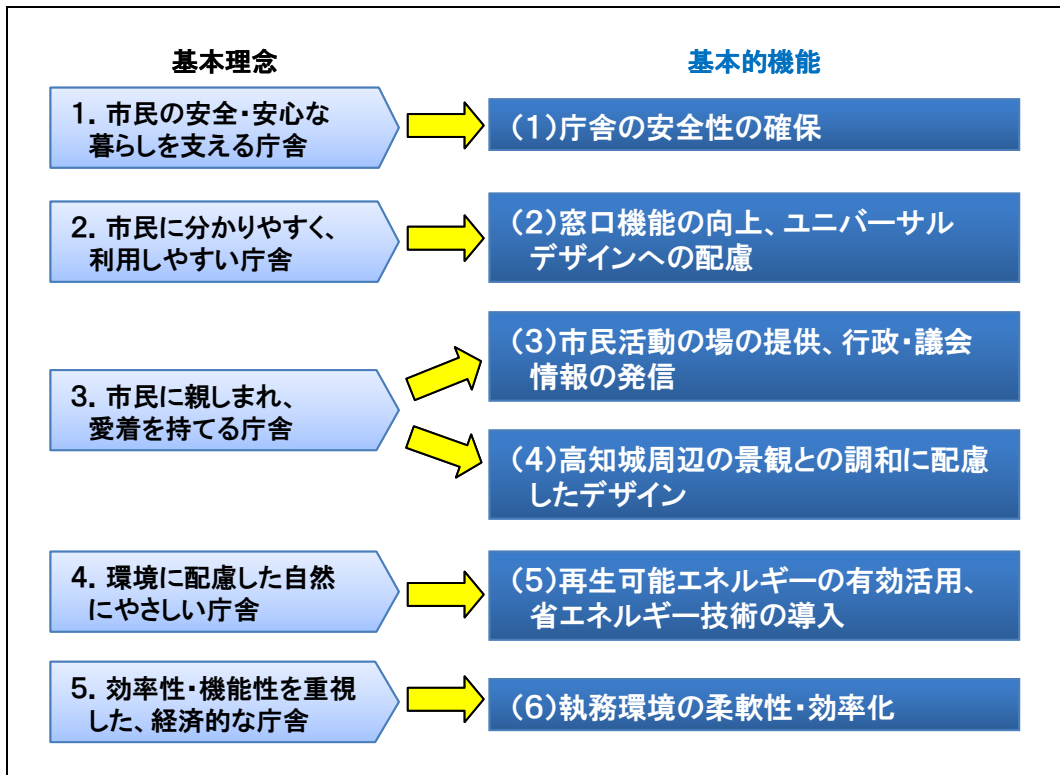 基本理念
基本的機能
1. 市民の安全・安心な
暮らしを支える庁舎
(1)庁舎の安全性の確保
2. 市民に分かりやすく、
利用しやすい庁舎
(2)窓口機能の向上、ユニバーサル
デザインへの配慮
3. 市民に親しまれ、
愛着を持てる庁舎
(3)市民活動の場の提供、行政・議会
情報の発信
(4)高知城周辺の景観との調和に配慮
したデザイン
4. 環境に配慮した自然
にやさしい庁舎
(5)再生可能エネルギーの有効活用、
省エネルギー技術の導入
5. 効率性・機能性を重視
した、経済的な庁舎
(6)執務環境の柔軟性・効率化